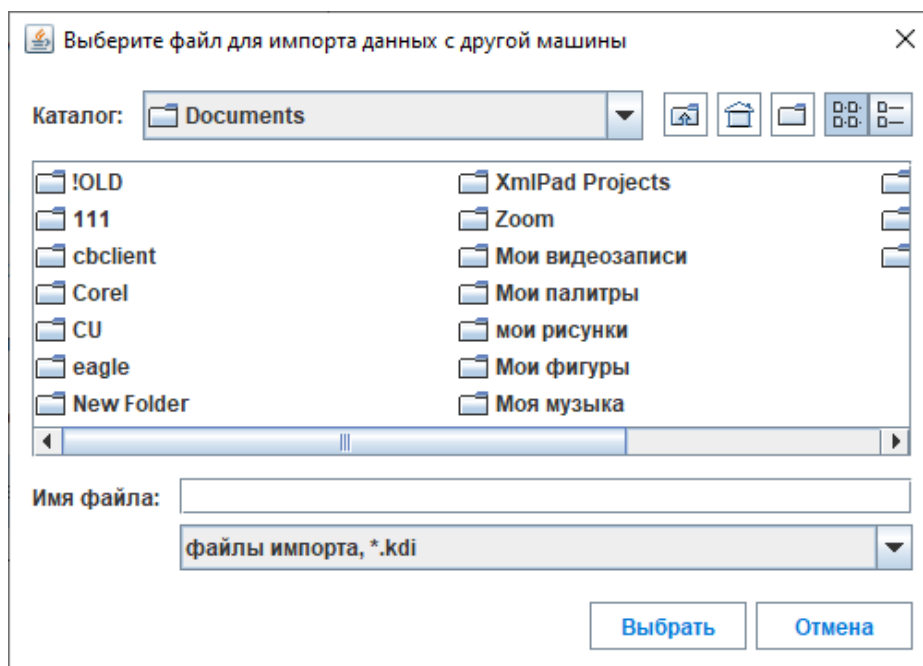 Выберите файл для импорта данных с другой машины
Каталог: Documents
!OLD
111
cbclient
Corel
CU
eagle
New Folder
XmlPad Projects
Zoom
Мои видеозаписи
Мои палитры
мои рисунки
Мои фигуры
Моя музыка
Имя файла:
файлы импорта, *.kdi
Выбрать Отмена